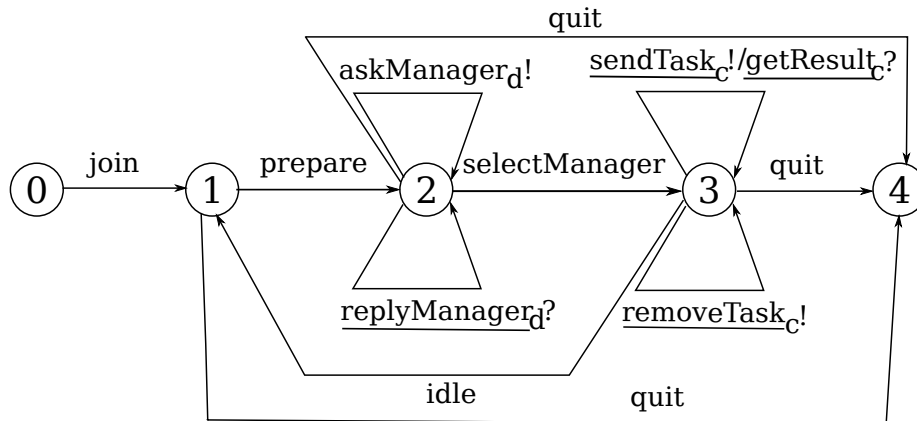 quit
askManager_d!
sendTask_c!/getResult_c?
join
prepare
selectManager
quit
0
1
2
3
4
replyManager_d?
removeTask_c!
idle
quit